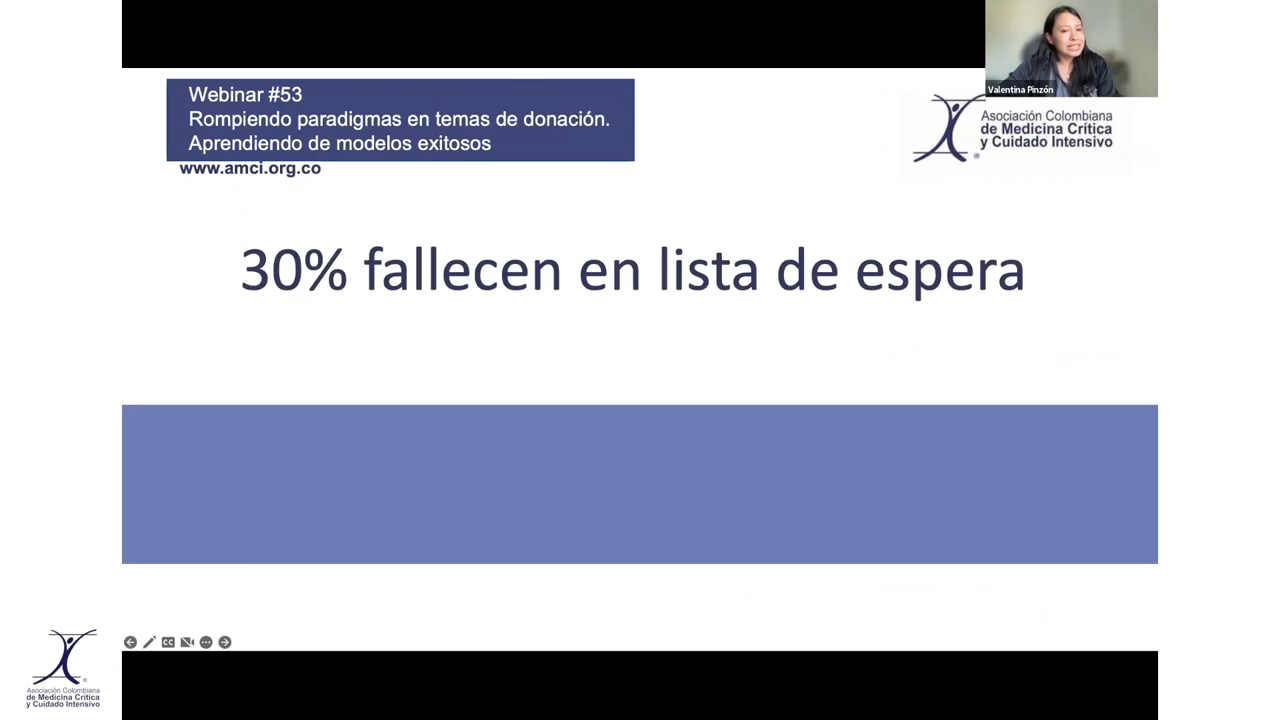 Valentina Pinzón
Webinar #53
Rompiendo paradigmas en temas de donación.
Aprendiendo de modelos exitosos
www.amci.org.co
Asociación Colombiana
de Medicina Crítica
y Cuidado Intensivo
®
30% fallecen en lista de espera
CC
®
Asociación Colombiana
de Medicina Crítica
y Cuidado Intensivo